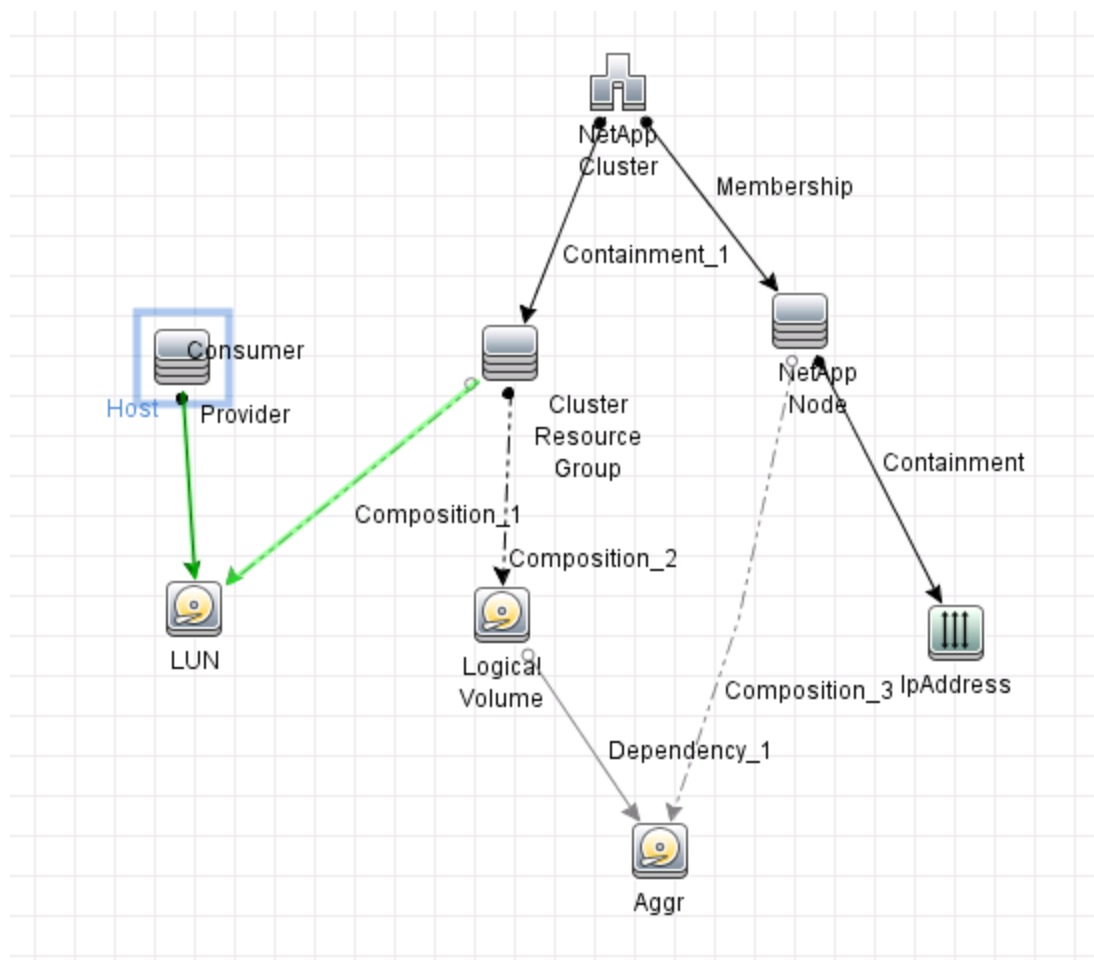 NetApp
Cluster
Membership
Containment_1
Consumer
Host
Provider
Cluster
Resource
Group
NetApp
Node
Containment
Composition_1
Composition_2
LUN
Logical
Volume
Composition_3
IpAddress
Dependency_1
Aggr